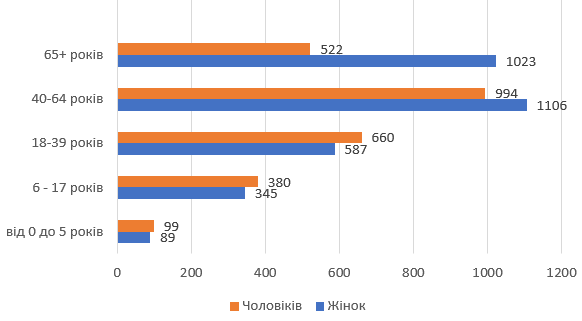 65+ років
522
1023
40-64 років
994
1106
18-39 років
660
587
6 - 17 років
380
345
від 0 до 5 років
99
89
0 200 400 600 800 1000 1200
Чоловіків Жінок